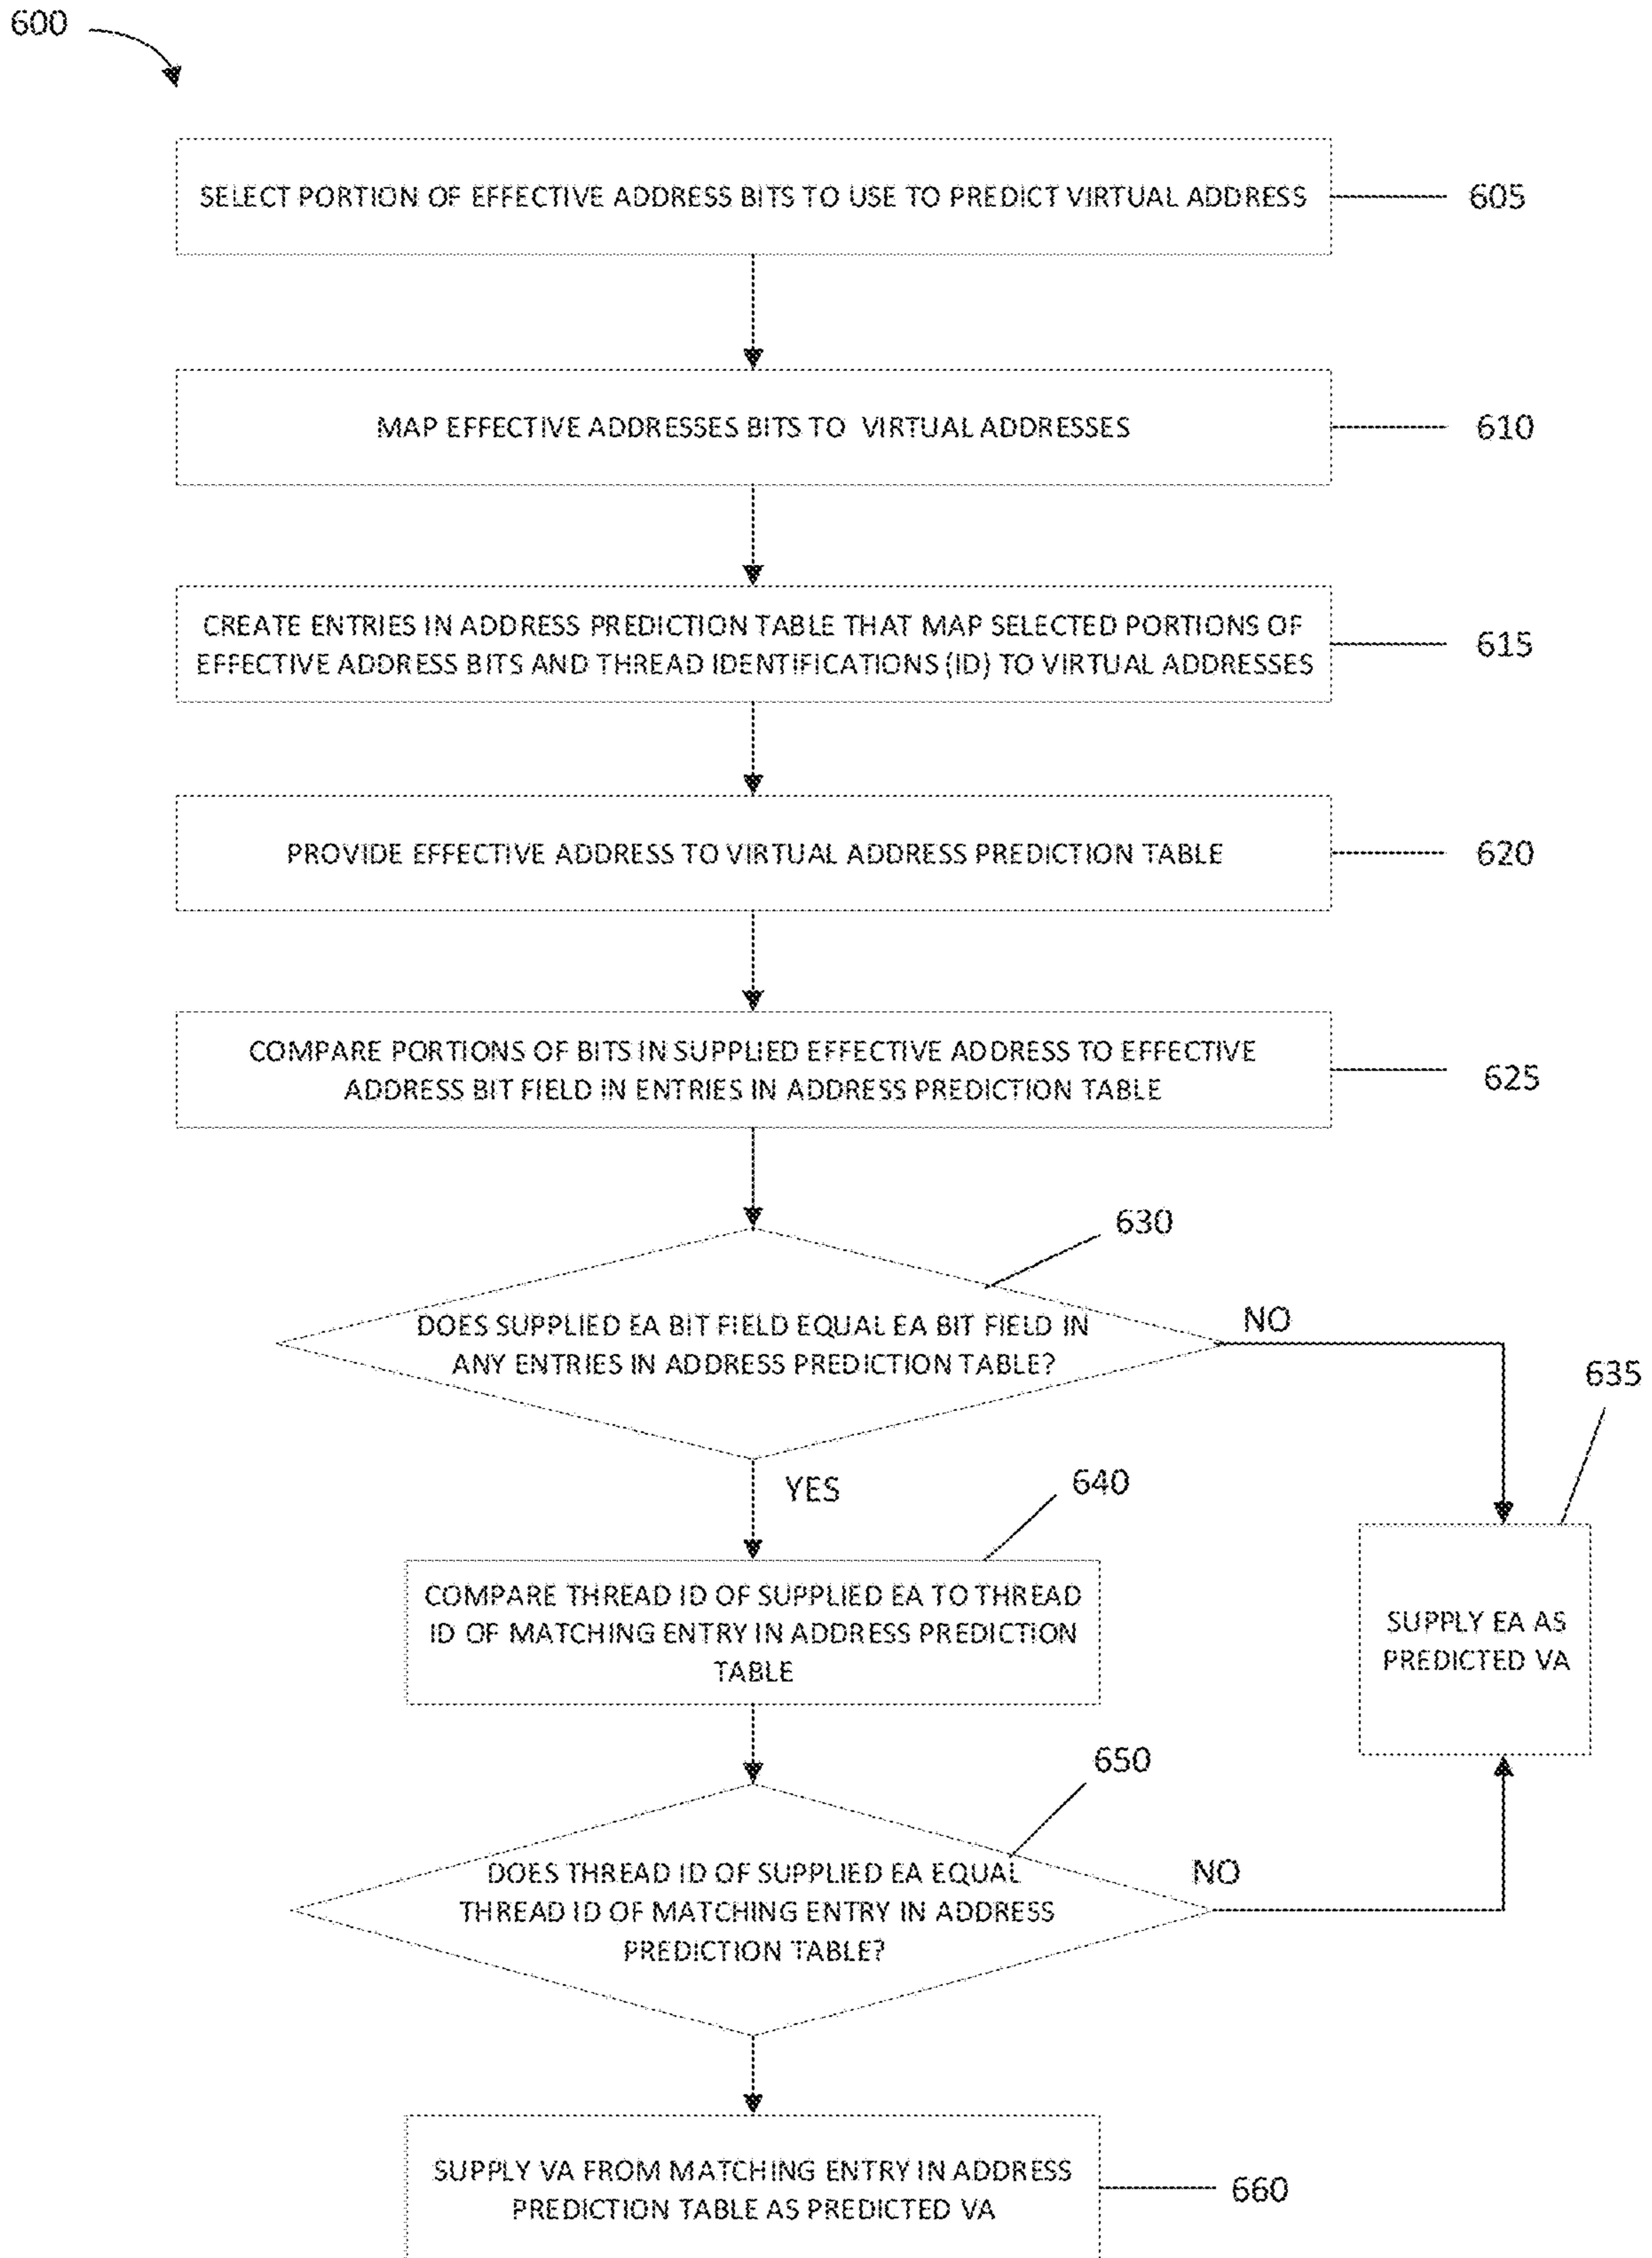 600
SELECT PORTION OF EFFECTIVE ADDRESS BITS TO USE TO PREDICT VIRTUAL ADDRESS
605
MAP EFFECTIVE ADDRESSES BITS TO VIRTUAL ADDRESSES
610
CREATE ENTRIES IN ADDRESS PREDICTION TABLE THAT MAP SELECTED PORTIONS OF
EFFECTIVE ADDRESS BITS AND THREAD IDENTIFICATIONS (ID) TO VIRTUAL ADDRESSES
615
PROVIDE EFFECTIVE ADDRESS TO VIRTUAL ADDRESS PREDICTION TABLE
620
COMPARE PORTIONS OF BITS IN SUPPLIED EFFECTIVE ADDRESS TO EFFECTIVE
ADDRESS BIT FIELD IN ENTRIES IN ADDRESS PREDICTION TABLE
625
630
DOES SUPPLIED EA BIT FIELD EQUAL EA BIT FIELD IN
ANY ENTRIES IN ADDRESS PREDICTION TABLE?
NO
635
YES
640
COMPARE THREAD ID OF SUPPLIED EA TO THREAD
ID OF MATCHING ENTRY IN ADDRESS PREDICTION
TABLE
SUPPLY EA AS
PREDICTED VA
650
DOES THREAD ID OF SUPPLIED EA EQUAL
THREAD ID OF MATCHING ENTRY IN ADDRESS
PREDICTION TABLE?
NO
SUPPLY VA FROM MATCHING ENTRY IN ADDRESS
PREDICTION TABLE AS PREDICTED VA
660